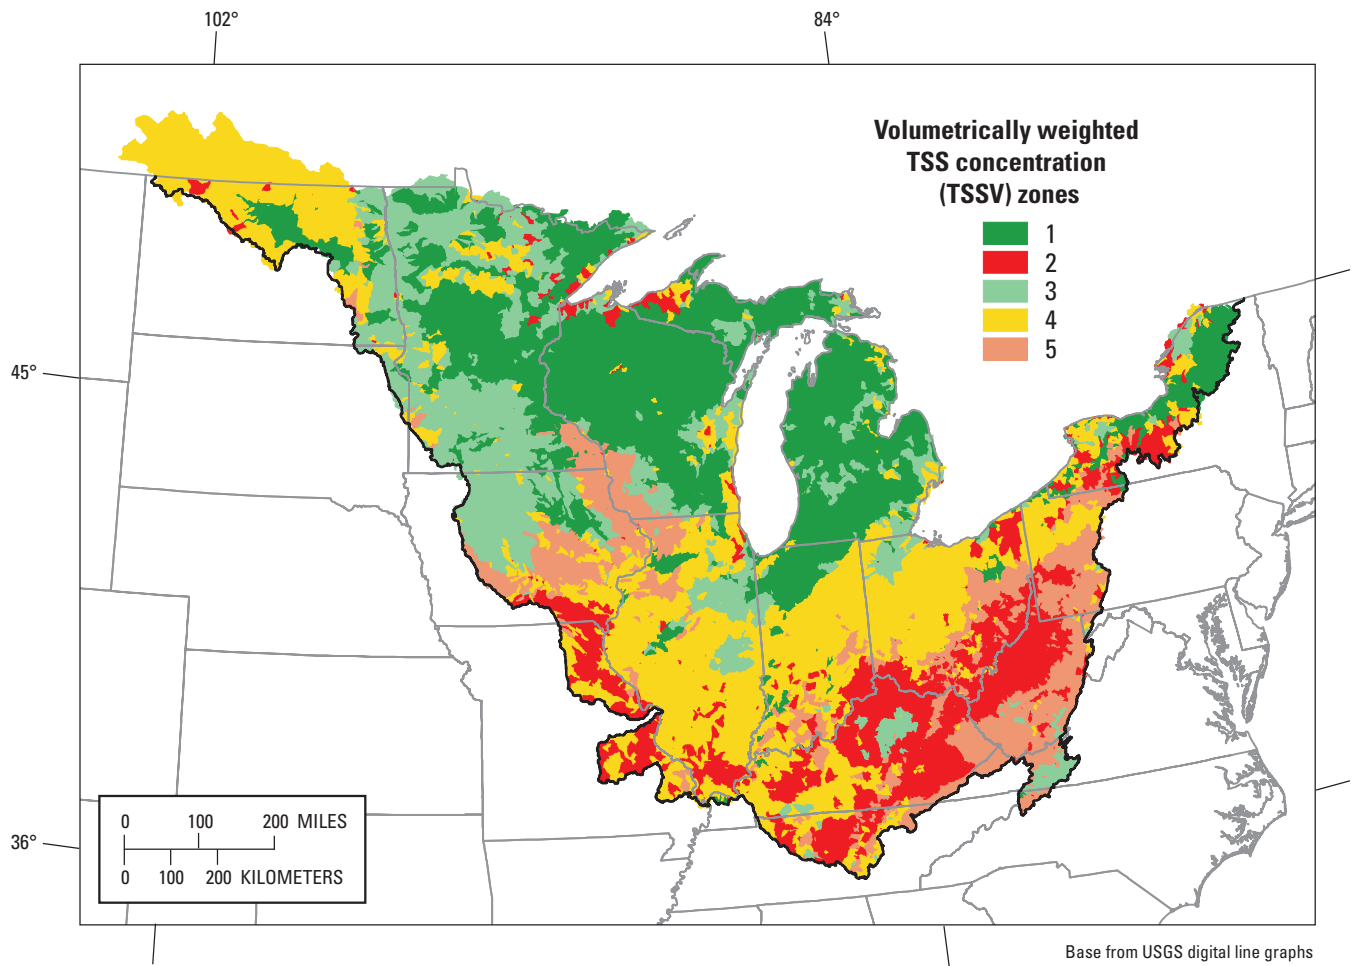 102°
84°
Volumetrically weighted
TSS concentration
(TSSV) zones
1
2
3
4
5
45°
36°
0 100 200 MILES
0 100 200 KILOMETERS
Base from USGS digital line graphs